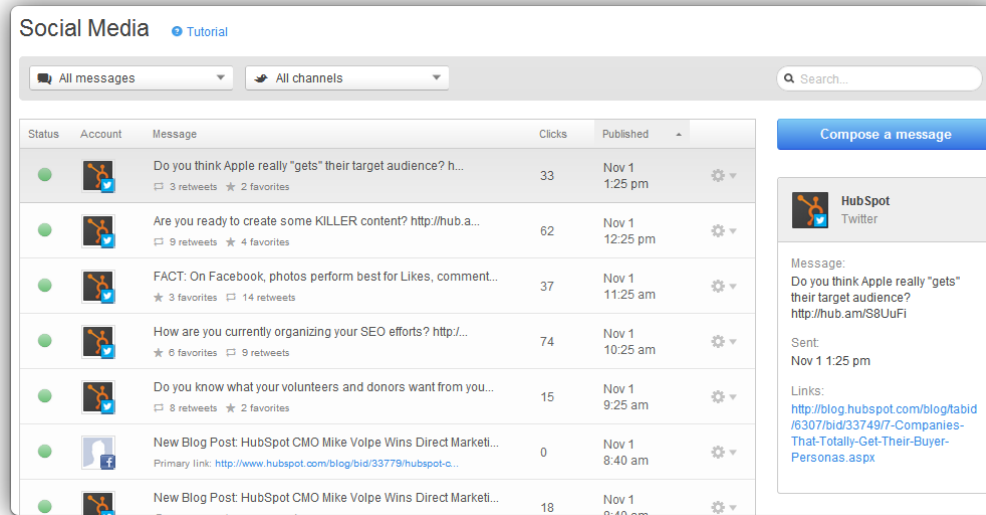 Social Media
Tutorial
All messages
All channels
Search...
Status Account Message Clicks Published
Do you think Apple really "gets" their target audience? h...
3 retweets 2 favorites
33
Nov 1
1:25 pm
Are you ready to create some KILLER content? http://hub.a...
9 retweets 4 favorites
62
Nov 1
12:25 pm
FACT: On Facebook, photos perform best for Likes, comment...
3 favorites 14 retweets
37
Nov 1
11:25 am
How are you currently organizing your SEO efforts? http:/...
6 favorites 9 retweets
74
Nov 1
10:25 am
Do you know what your volunteers and donors want from you...
8 retweets 2 favorites
15
Nov 1
9:25 am
New Blog Post: HubSpot CMO Mike Volpe Wins Direct Marketi...
Primary link: http://www.hubspot.com/blog/bid/33779/hubspot-c...
0
Nov 1
8:40 am
New Blog Post: HubSpot CMO Mike Volpe Wins Direct Marketi...
18
Nov 1
8:40 am
Compose a message
HubSpot
Twitter
Message:
Do you think Apple really "gets"
their target audience?
http://hub.am/S8UuFi
Sent:
Nov 1 1:25 pm
Links:
http://blog.hubspot.com/blog/tabid
/6307/bid/33749/7-Companies-
That-Totally-Get-Their-Buyer-
Personas.aspx